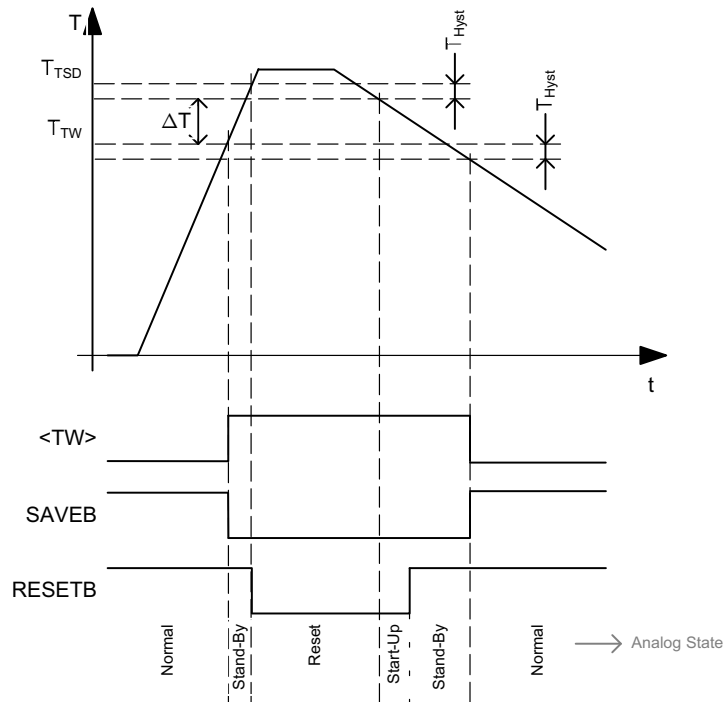 T
T_Hyst
T_TSD
T_Hyst
ΔT
T_TW
t
<TW>
SAVEB
RESETB
Normal
Stand-By
Reset
Start-Up
Stand-By
Normal
Analog State